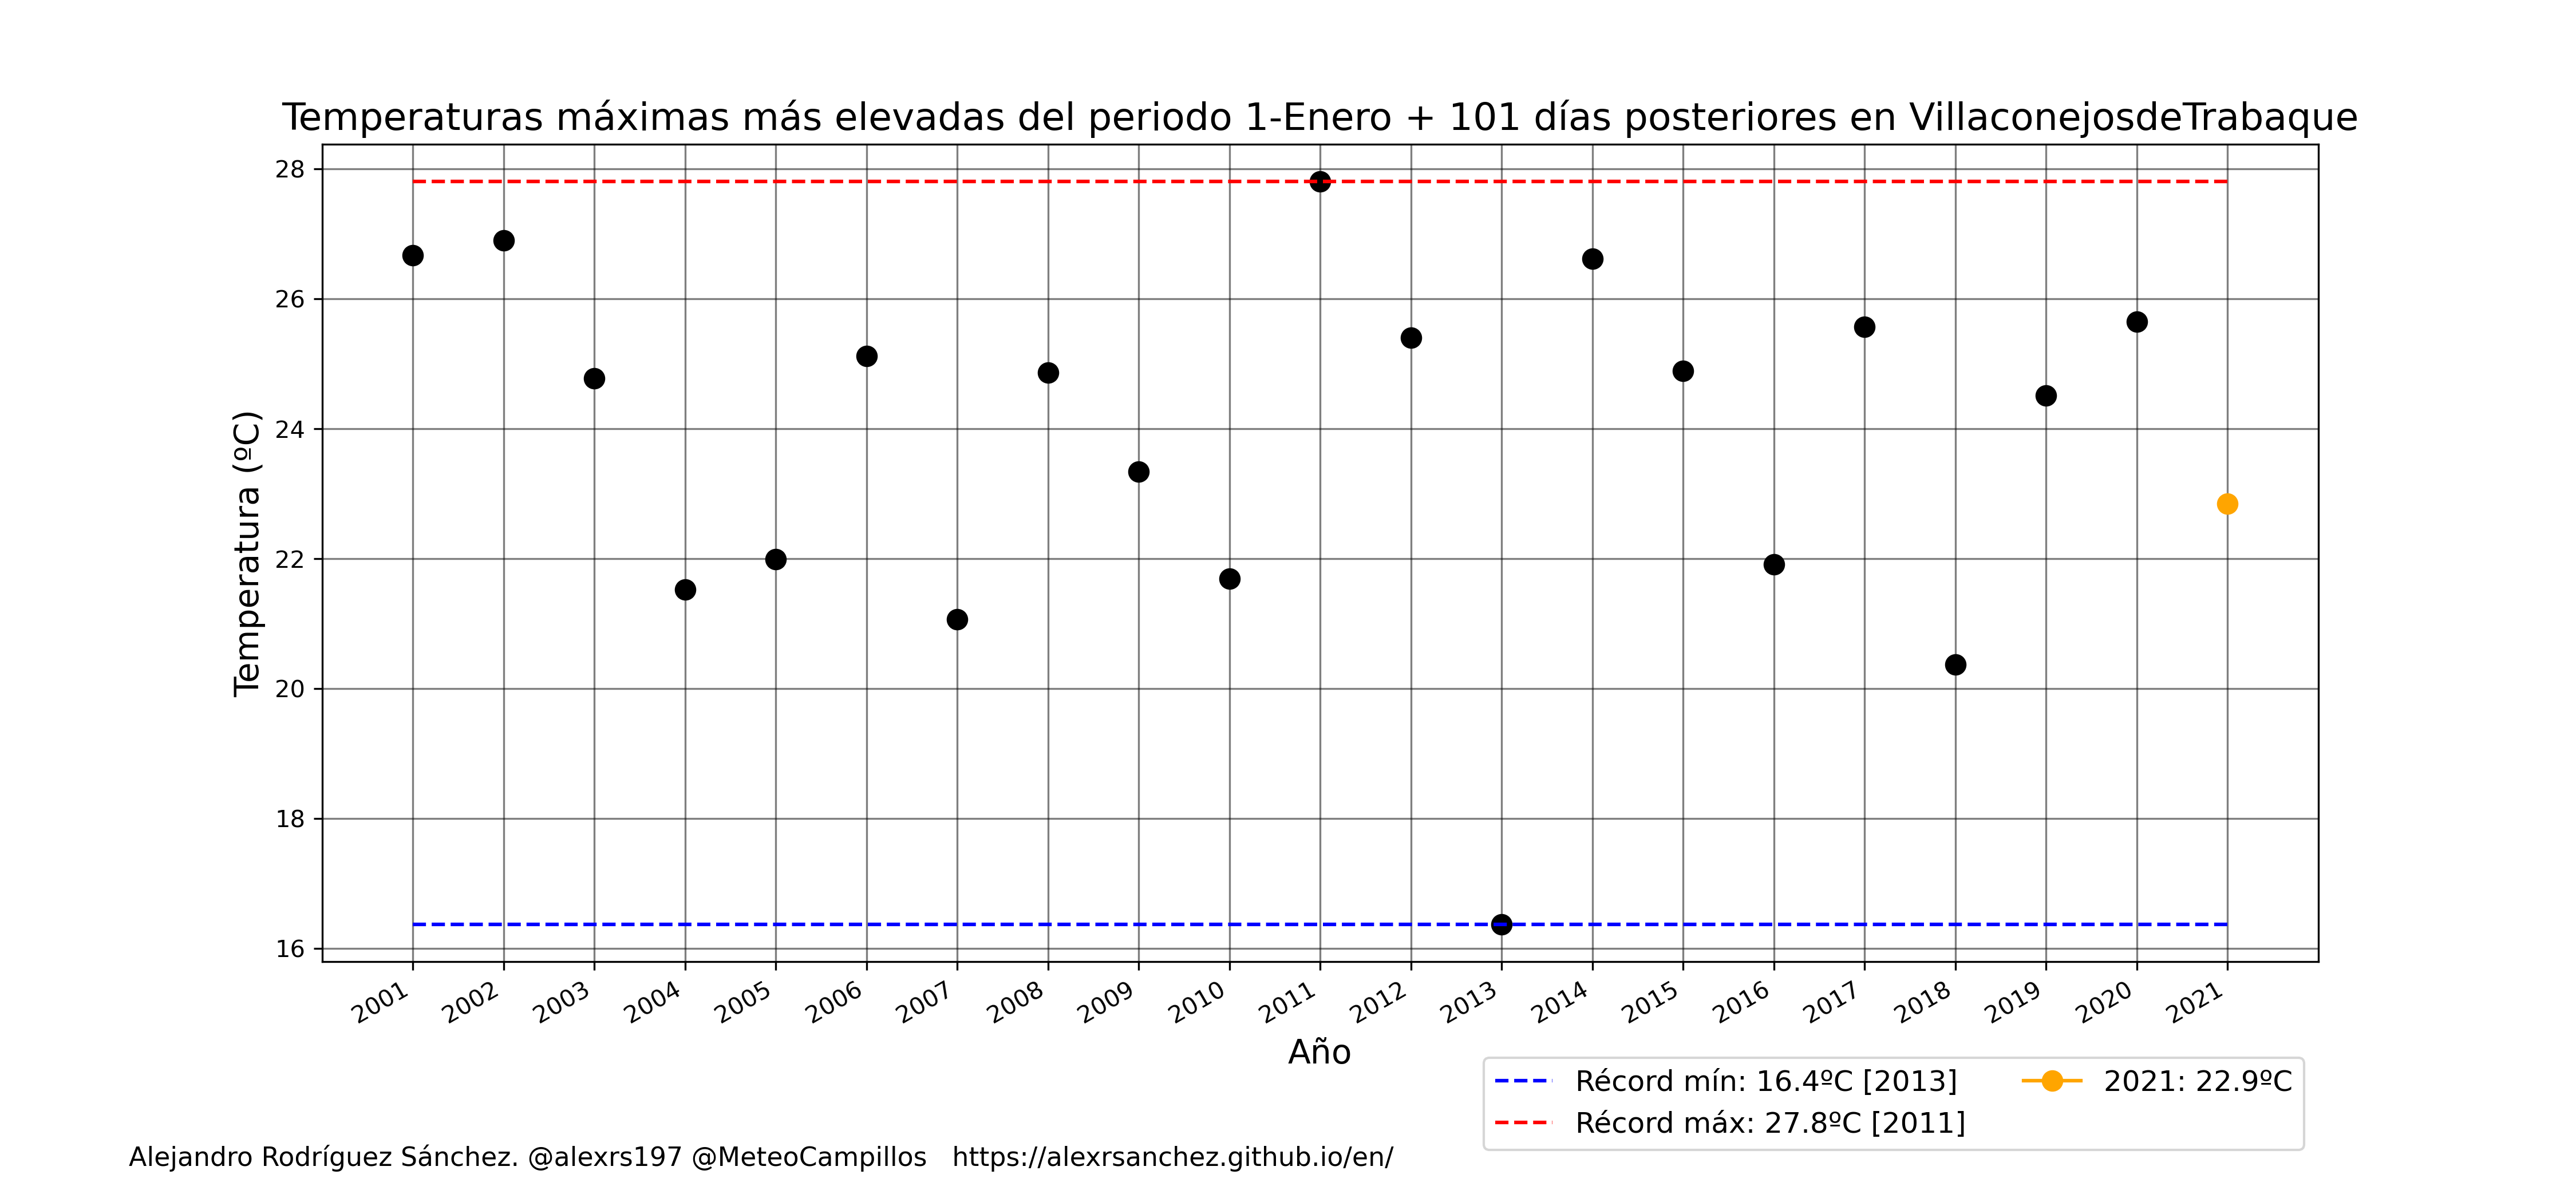 Temperaturas máximas más elevadas del periodo 1-Enero + 101 días posteriores en VillaconejosdeTrabaque
Temperatura (ºC)
28
26
24
22
20
18
16
2001 2002 2003 2004 2005 2006 2007 2008 2009 2010 2011 2012 2013 2014 2015 2016 2017 2018 2019 2020 2021
Año
Récord mín: 16.4ºC [2013]
Récord máx: 27.8ºC [2011]
2021: 22.9ºC
Alejandro Rodríguez Sánchez. @alexrs197 @MeteoCampillos https://alexrsanchez.github.io/en/